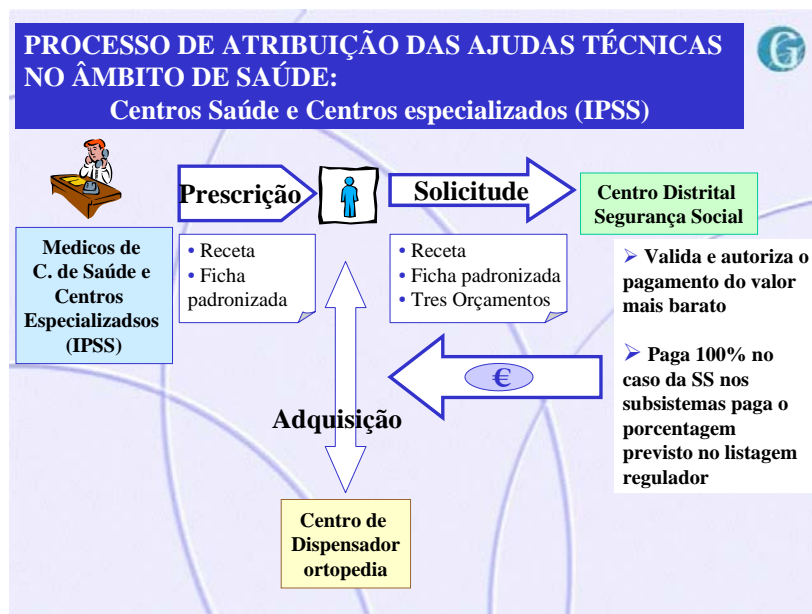 PROCESSO DE ATRIBUIÇÃO DAS AJUDAS TÉCNICAS
NO ÂMBITO DE SAÚDE:
Centros Saúde e Centros especializados (IPSS)
Prescrição
Solicitude
Centro Distrital
Segurança Social
Medicos de
C. de Saúde e
Centros
Especializadsos
(IPSS)
• Receta
• Ficha
padronizada
• Receta
• Ficha padronizada
• Tres Orçamentos
➢ Valida e autoriza o
pagamento do valor
mais barato
➢ Paga 100% no
caso da SS nos
subsistemas paga o
porcentagem
previsto no listagem
regulador
€
Adquisição
Centro de
Dispensador
ortopedia